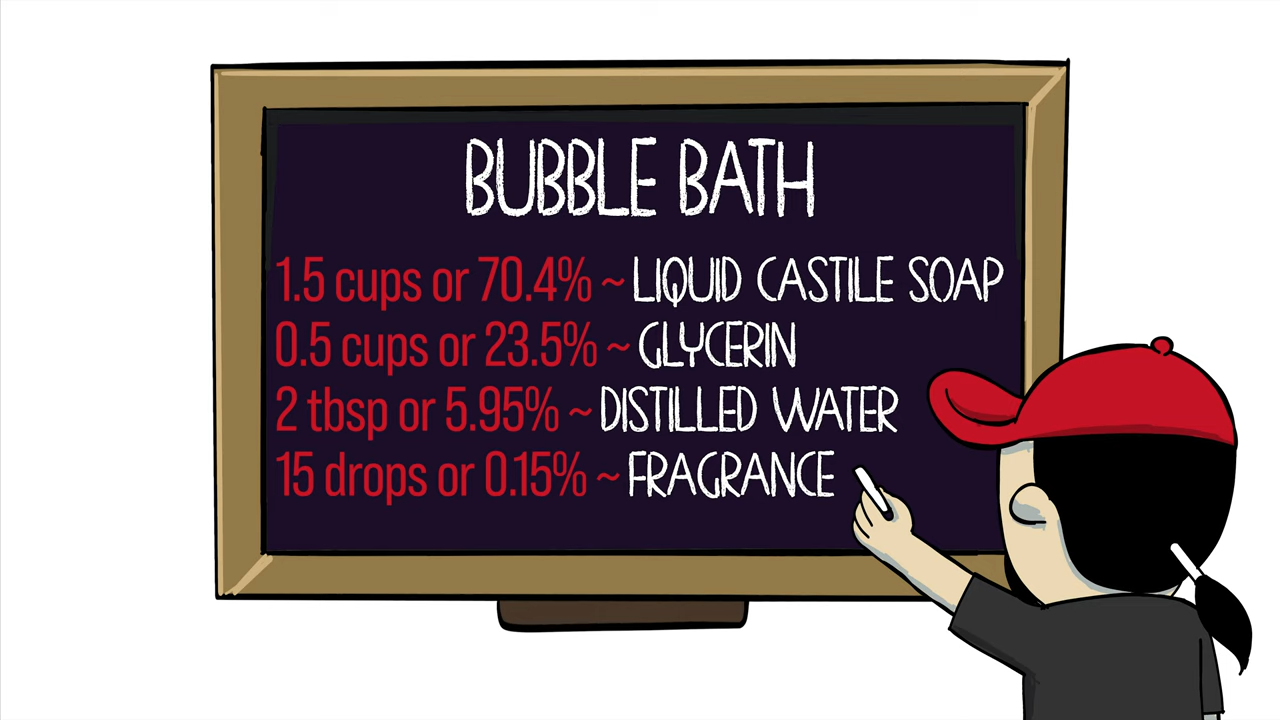 BUBBLE BATH
1.5 cups or 70.4% ~ LIQUID CASTILE SOAP
0.5 cups or 23.5% ~ GLYCERIN
2 tbsp or 5.95% ~ DISTILLED WATER
15 drops or 0.15% ~ FRAGRANCE